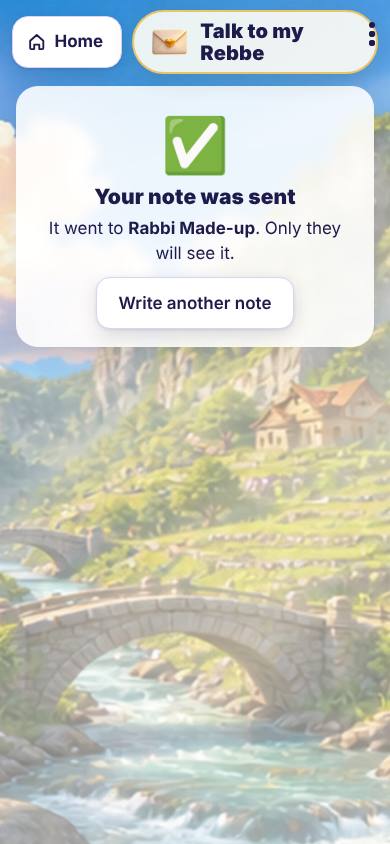 Home
Talk to my
Rebbe
Your note was sent
It went to Rabbi Made-up. Only they
will see it.
Write another note